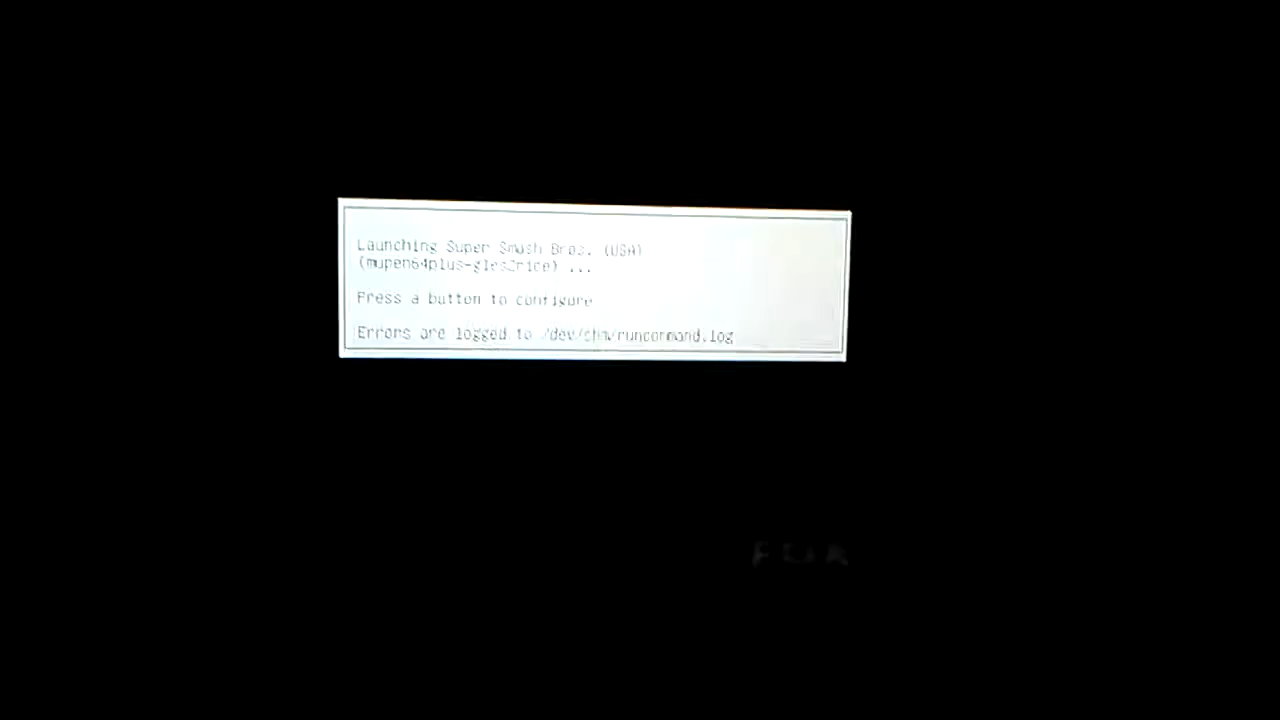 Launching Super Smash Bros. (USA)
(mupen64plus-gles2rice) ...
Press a button to configure
Errors are logged to /dev/shm/runcommand.log